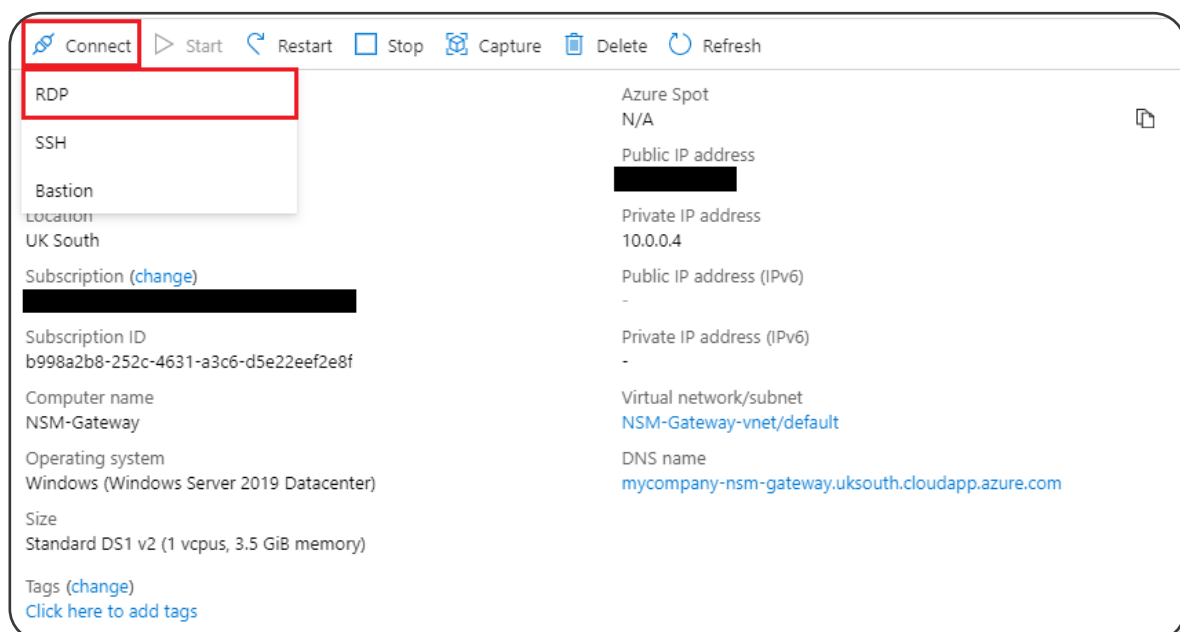 Connect Start Restart Stop Capture Delete Refresh
RDP
SSH
Bastion
Location
UK South
Subscription (change)
Subscription ID
b998a2b8-252c-4631-a3c6-d5e22eef2e8f
Computer name
NSM-Gateway
Operating system
Windows (Windows Server 2019 Datacenter)
Size
Standard DS1 v2 (1 vcpus, 3.5 GiB memory)
Tags (change)
Click here to add tags
Azure Spot
N/A
Public IP address
Private IP address
10.0.0.4
Public IP address (IPv6)
-
Private IP address (IPv6)
-
Virtual network/subnet
NSM-Gateway-vnet/default
DNS name
mycompany-nsm-gateway.uksouth.cloudapp.azure.com